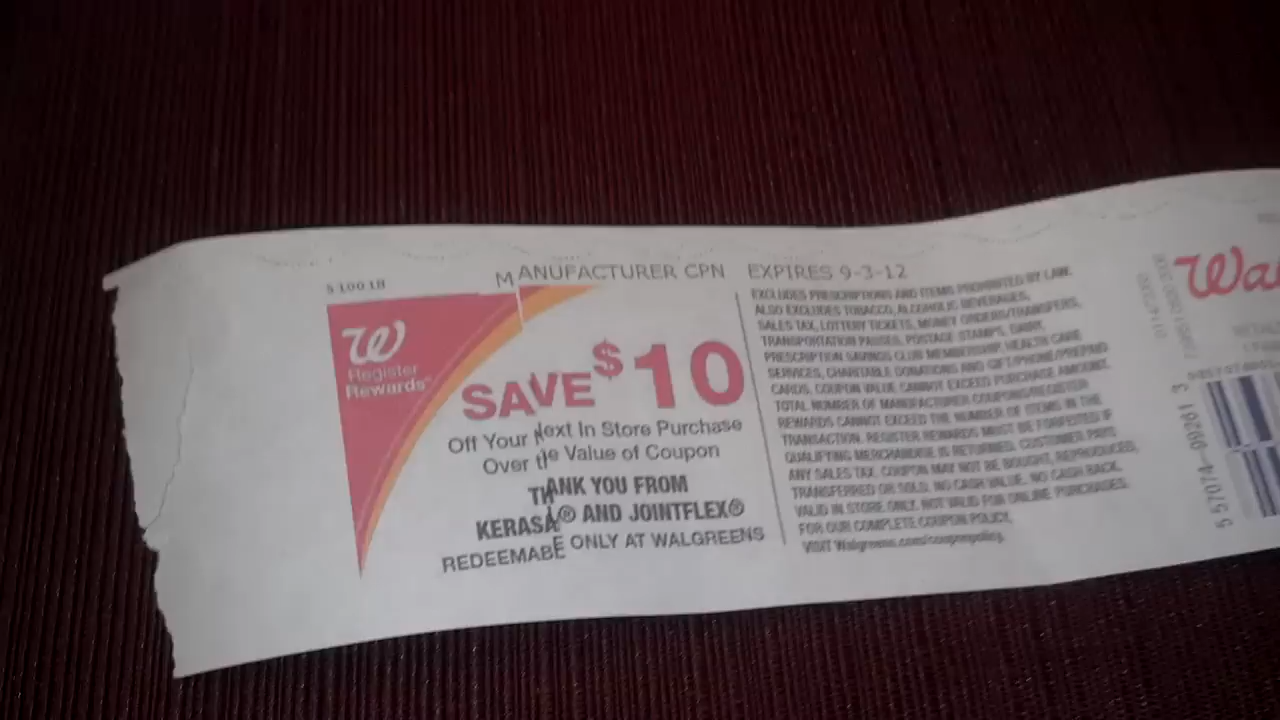 $ 100 LB
MANUFACTURER CPN EXPIRES 9-3-12
W
Register
Rewards
SAVE $10
Off Your Next In Store Purchase
Over the Value of Coupon
THANK YOU FROM
KERASA® AND JOINTFLEX®
REDEEMABE ONLY AT WALGREENS
EXCLUDES PRESCRIPTIONS AND ITEMS PROHIBITED BY LAW.
ALSO EXCLUDES TOBACCO, ALCOHOLIC BEVERAGES,
SALES TAX, LOTTERY TICKETS, MONEY ORDERS/TRANSFERS,
TRANSPORTATION PASSES, POSTAGE STAMPS, DAIRY,
PRESCRIPTION SAVINGS CLUB MEMBERSHIP, HEALTH CARE
SERVICES, CHARITABLE DONATIONS AND GIFT/PHONE/PREPAID
CARDS. COUPON VALUE CANNOT EXCEED PURCHASE AMOUNT.
TOTAL NUMBER OF MANUFACTURER COUPONS/REGISTER
REWARDS CANNOT EXCEED THE NUMBER OF ITEMS IN THE
TRANSACTION. REGISTER REWARDS MUST BE FORFEITED IF
QUALIFYING MERCHANDISE IS RETURNED. CUSTOMER PAYS
ANY SALES TAX. COUPON MAY NOT BE BOUGHT, REPRODUCED,
TRANSFERRED OR SOLD. NO CASH VALUE. NO CASH BACK.
VALID IN STORE ONLY. NOT VALID FOR ONLINE PURCHASES.
FOR OUR COMPLETE COUPON POLICY,
VISIT Walgreens.com/couponpolicy.
Wa
5 57074-99261 3